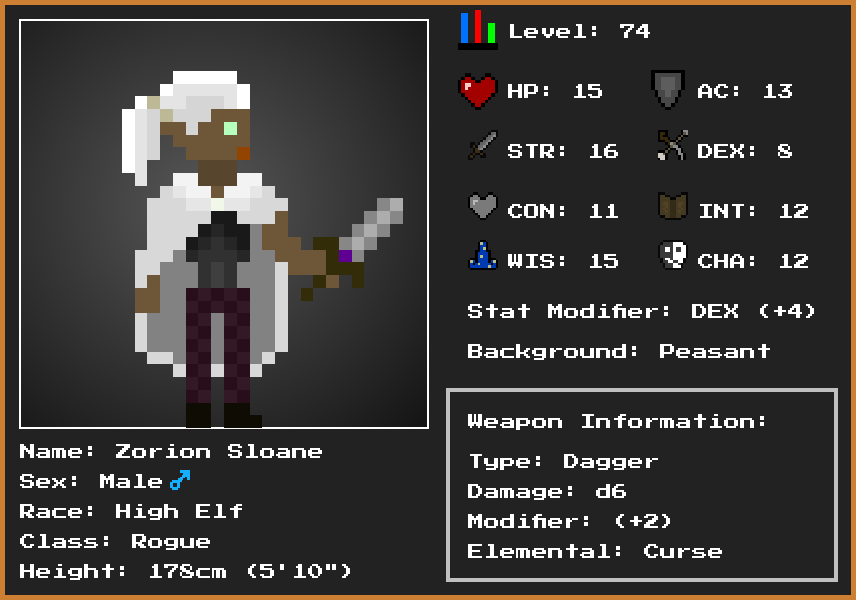 Level: 74
HP: 15 AC: 13
STR: 16 DEX: 8
CON: 11 INT: 12
WIS: 15 CHA: 12
Stat Modifier: DEX (+4)
Background: Peasant
Weapon Information:
Type: Dagger
Damage: d6
Modifier: (+2)
Elemental: Curse
Name: Zorion Sloane
Sex: Male ♂
Race: High Elf
Class: Rogue
Height: 178cm (5'10")